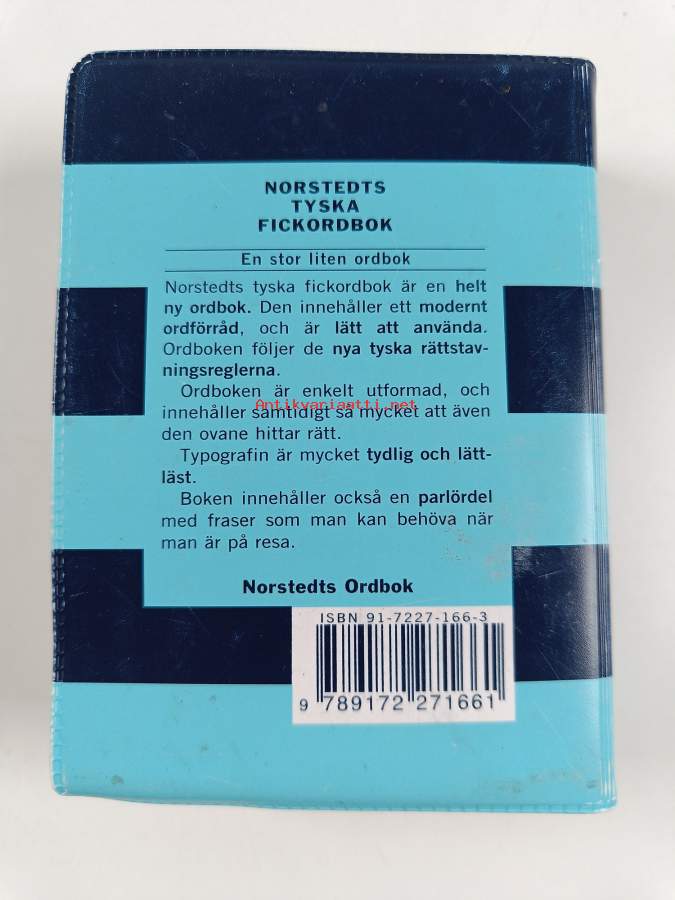 NORSTEDTS
TYSKA
FICKORDBOK
En stor liten ordbok
Norstedts tyska fickordbok är en helt
ny ordbok. Den innehåller ett modernt
ordförråd, och är lätt att använda.
Ordboken följer de nya tyska rättstav-
ningsreglerna.
Ordboken är enkelt utformad, och
Antikvariaatti.net
innehåller samtidigt så mycket att även
den ovane hittar rätt.
Typografin är mycket tydlig och lätt-
läst.
Boken innehåller också en parlördel
med fraser som man kan behöva när
man är på resa.
Norstedts Ordbok
ISBN 91-7227-166-3
9 789172 271661